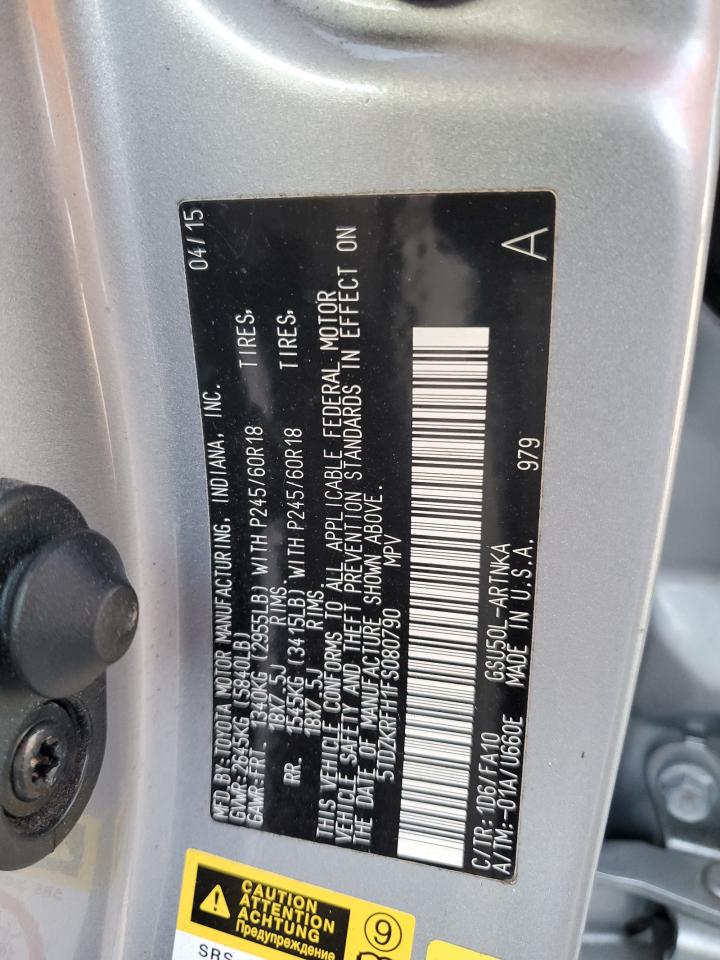 MFD.BY:TOYOTA MOTOR MANUFACTURING, INDIANA, INC. 04/15
GVWR:2645KG (5840LB)
GAWR:FRT. 1340KG (2955LB) WITH P245/60R18 TIRES,
18X7.5J RIMS.
RR. 1545KG (3415LB) WITH P245/60R18 TIRES,
18X7.5J RIMS
THIS VEHICLE CONFORMS TO ALL APPLICABLE FEDERAL MOTOR
VEHICLE SAFETY AND THEFT PREVENTION STANDARDS IN EFFECT ON
THE DATE OF MANUFACTURE SHOWN ABOVE.
5TDZKRFH1FS080790 MPV
C/TR:1D6/FA10 GSU50L-ARTNKA 979 A
A/TM:-01A/U660E MADE IN U.S.A.
CAUTION
ATTENTION
ACHTUNG
Предупреждение
9
SRS